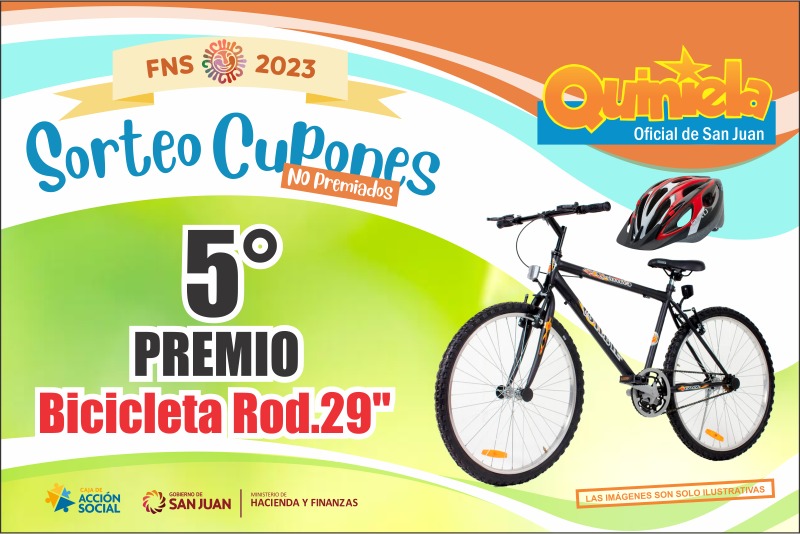 FNS 2023
Quiniela
Oficial de San Juan
Sorteo Cupones
NO Premiados
5°
PREMIO
Bicicleta Rod.29"
CAJA DE
ACCIÓN
SOCIAL
GOBIERNO DE
SAN JUAN
MINISTERIO DE
HACIENDA Y FINANZAS
LAS IMÁGENES SON SOLO ILUSTRATIVAS